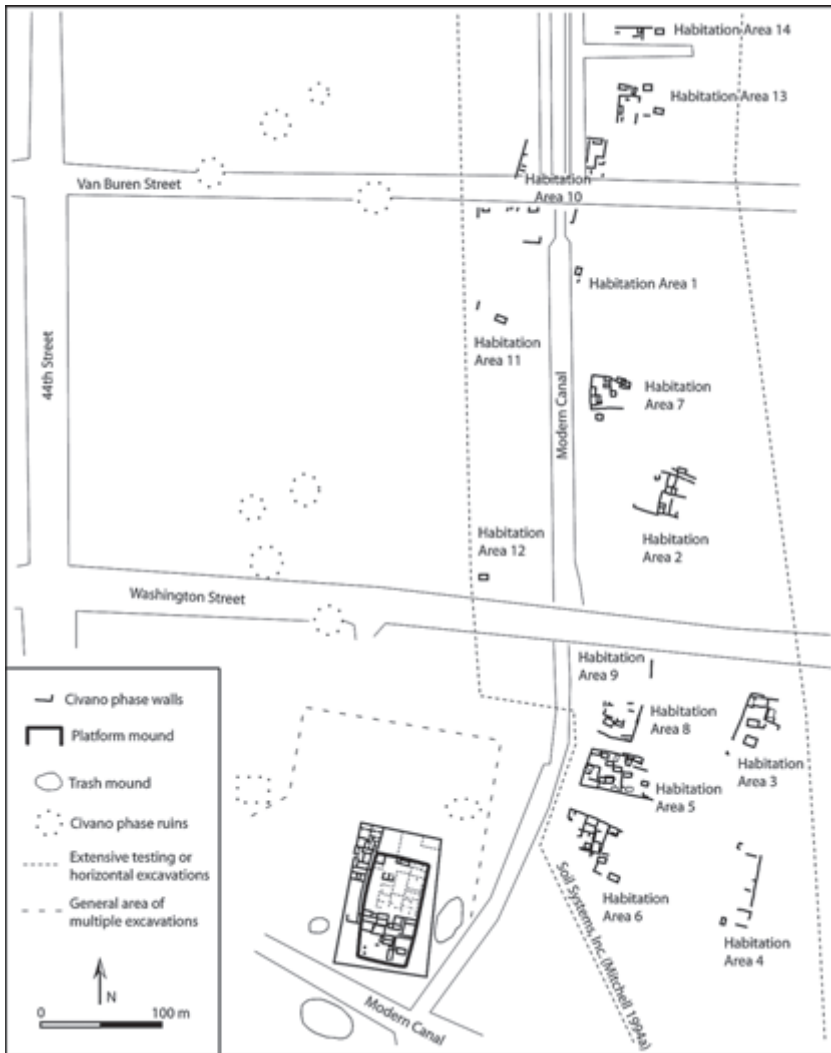 Habitation Area 14
Habitation Area 13
Van Buren Street
Habitation
Area 10
Habitation Area 1
Habitation
Area 11
44th Street
Modern Canal
Habitation
Area 7
Habitation
Area 2
Habitation
Area 12
Washington Street
Habitation
Area 9
Habitation
Area 8
Habitation
Area 3
Habitation
Area 5
Habitation
Area 6
Habitation
Area 4
Soil Systems, Inc. (Mitchell 1994a)
Modern Canal
Civano phase walls
Platform mound
Trash mound
Civano phase ruins
Extensive testing or
horizontal excavations
General area of
multiple excavations
N
0 100 m